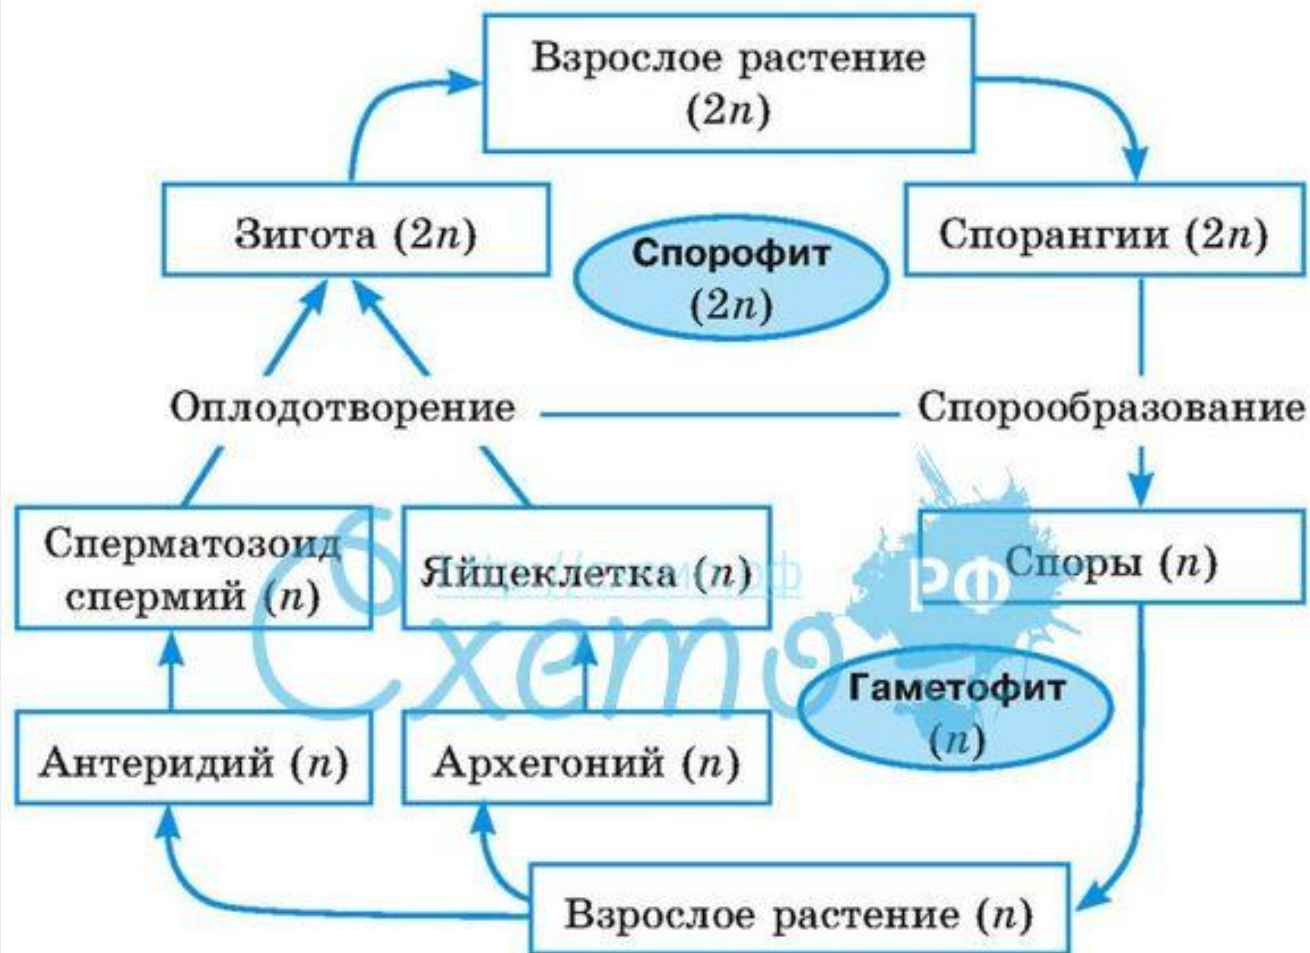 Взрослое растение
(2n)
Зигота (2n)
Спорофит
(2n)
Спорангии (2n)
Оплодотворение
Спорообразование
Сперматозоид
спермий (n)
Яйцеклетка (n)
Споры (n)
РФ
Схемо
Гаметофит
(n)
Антеридий (n)
Архегоний (n)
Взрослое растение (n)